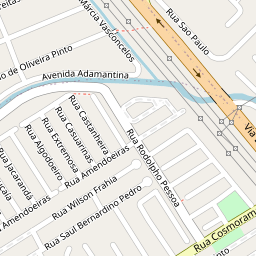 Márcia Vasconcelos
Rua Sao Paulo
de Oliveira Pinto
Avenida Adamantina
Via
Rua Castanheira
Rua Casuarinas
Rua Extremosa
Rua Algodoeiro
Rua Jacarandá
Rua Rodolpho Pessoa
Rua Amendoeiras
Rua Wilson Frahia
Amendoeiras
Rua Saul Bernardino Pedro
Rua Cosmoram